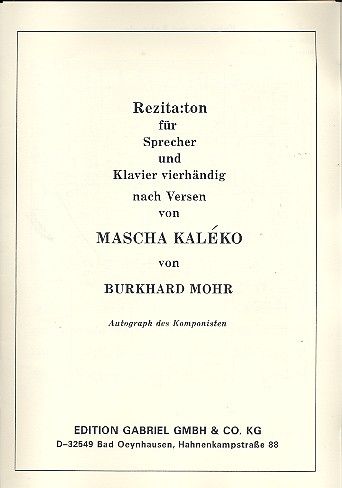 Rezita:ton
für
Sprecher
und
Klavier vierhändig
nach Versen
von
MASCHA KALÉKO
von
BURKHARD MOHR
Autograph des Komponisten
EDITION GABRIEL GMBH & CO. KG
D-32549 Bad Oeynhausen, Hahnenkampstraße 88